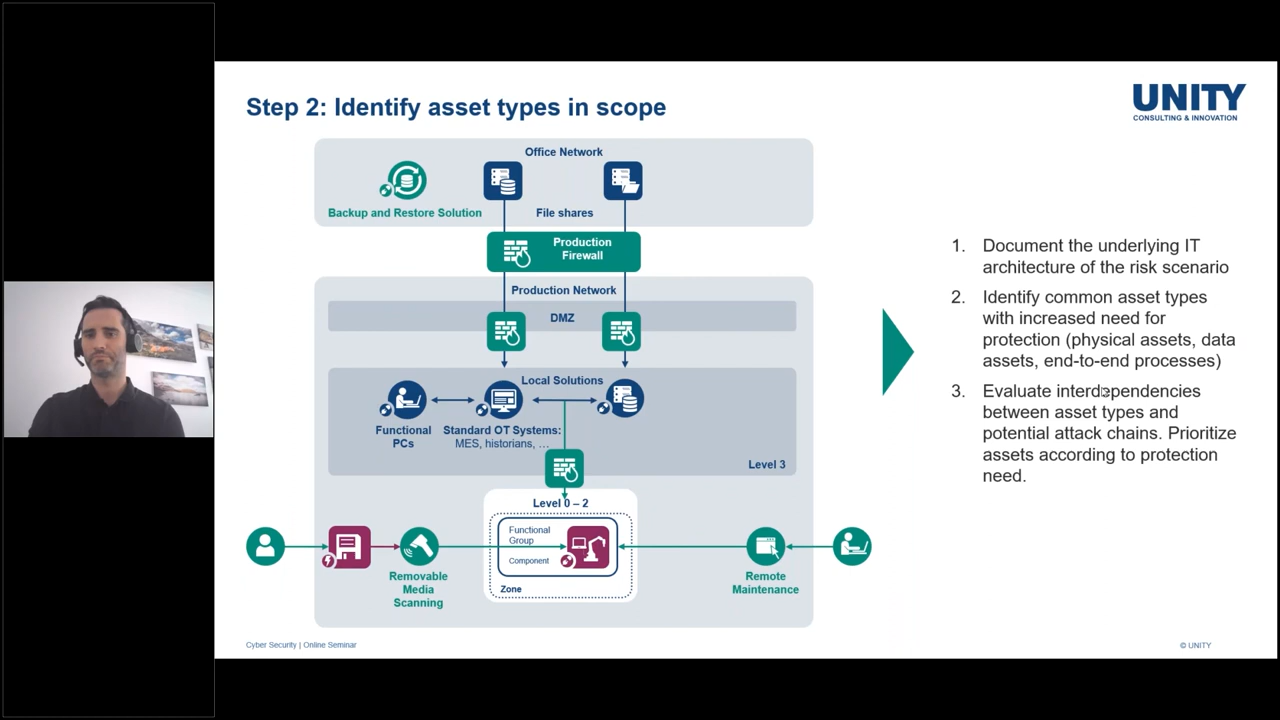 Step 2: Identify asset types in scope
UNITY
CONSULTING & INNOVATION
Office Network
Backup and Restore Solution
File shares
Production
Firewall
Production Network
DMZ
Local Solutions
Functional
PCs
Standard OT Systems:
MES, historians, …
Level 3
Level 0 – 2
Functional
Group
Component
Zone
Removable
Media
Scanning
Remote
Maintenance
1. Document the underlying IT
architecture of the risk scenario
2. Identify common asset types
with increased need for
protection (physical assets, data
assets, end-to-end processes)
3. Evaluate interdependencies
between asset types and
potential attack chains. Prioritize
assets according to protection
need.
Cyber Security | Online Seminar
© UNITY